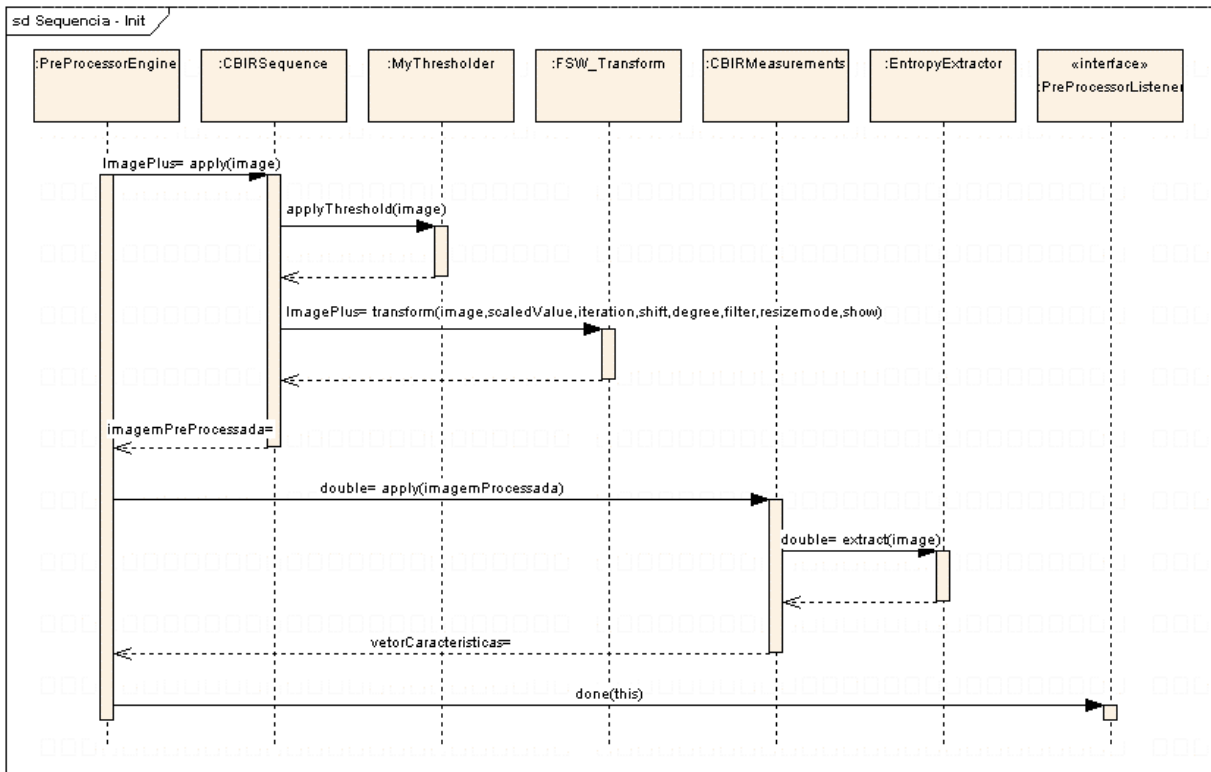 sd Sequencia - Init
:PreProcessorEngine
:CBIRSequence
:MyThresholder
:FSW_Transform
:CBIRMeasurements
:EntropyExtractor
«interface»
:PreProcessorListener
ImagePlus= apply(image)
applyThreshold(image)
ImagePlus= transform(image,scaledValue,iteration,shift,degree,filter,resizemode,show)
imagemPreProcessada=
double= apply(imagemProcessada)
double= extract(image)
vetorCaracteristicas=
done(this)